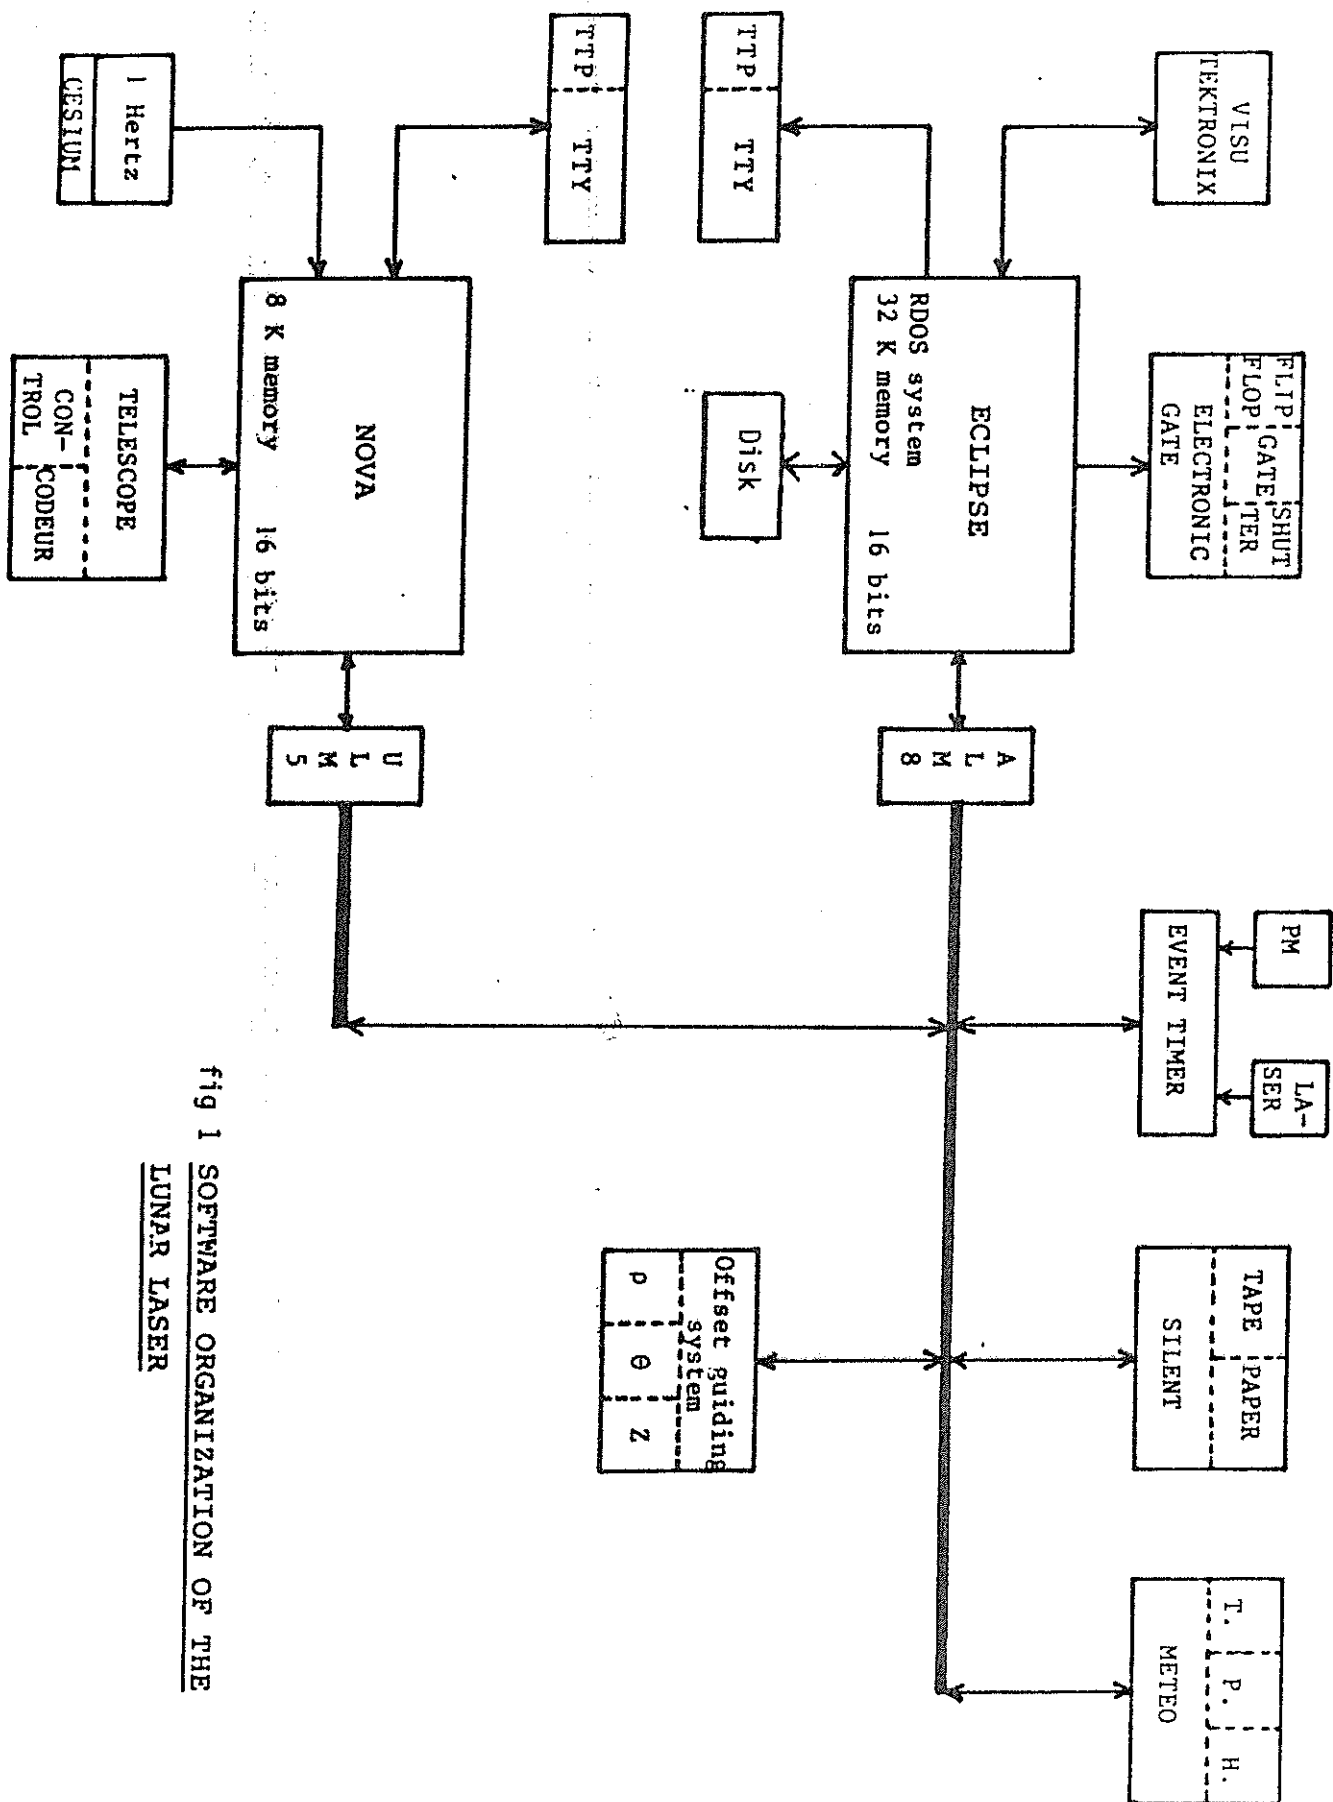 VISU
TEKTRONIX
FLIP
FLOP
GATE
SHUT
TER
ELECTRONIC
GATE
PM
LA-
SER
EVENT TIMER
TAPE
PAPER
SILENT
T.
P.
H.
METEO
TTP
TTY
ECLIPSE
RDOS system
32 K memory
16 bits
A
L
M
8
Disk
Offset guiding
system
ρ
θ
Z
TTP
TTY
NOVA
8 K memory
16 bits
U
L
M
5
1 Hertz
CESIUM
TELESCOPE
CON-
TROL
CODEUR
fig 1 SOFTWARE ORGANIZATION OF THE
LUNAR LASER